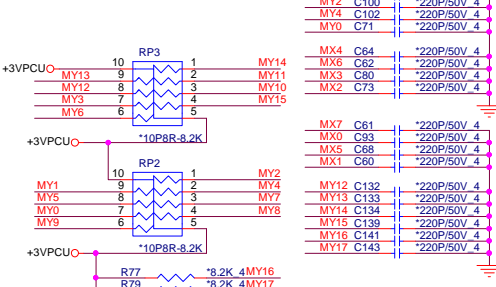 MY2 C100 *220P/50V_4
MY4 C102 *220P/50V_4
MY0 C71 *220P/50V_4
MX4 C64 *220P/50V_4
MX6 C62 *220P/50V_4
MX3 C80 *220P/50V_4
MX2 C73 *220P/50V_4
RP3
+3VPCU 10 1 MY14
MY13 9 2 MY11
MY12 8 3 MY10
MY3 7 4 MY15
MY6 6 5
*10P8R-8.2K
MX7 C61 *220P/50V_4
MX0 C93 *220P/50V_4
MX5 C68 *220P/50V_4
MX1 C60 *220P/50V_4
+3VPCU
RP2
10 1 MY2
MY1 9 2 MY4
MY5 8 3 MY7
MY0 7 4 MY8
MY9 6 5
*10P8R-8.2K
MY12 C132 *220P/50V_4
MY13 C133 *220P/50V_4
MY14 C134 *220P/50V_4
MY15 C139 *220P/50V_4
MY16 C141 *220P/50V_4
MY17 C143 *220P/50V_4
+3VPCU
R77 *8.2K_4 MY16
R79 *8.2K_4 MY17